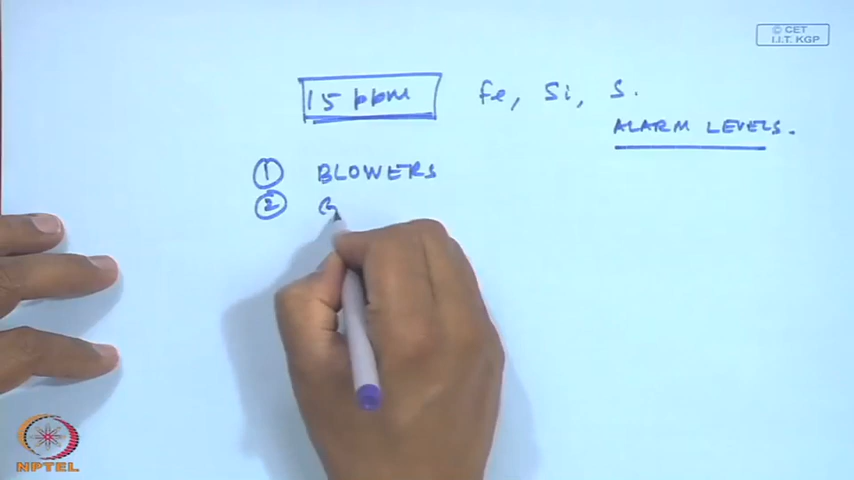 © CET
I.I.T. KGP
15 ppm Fe, Si, S.
ALARM LEVELS.
① BLOWERS
②
NPTEL